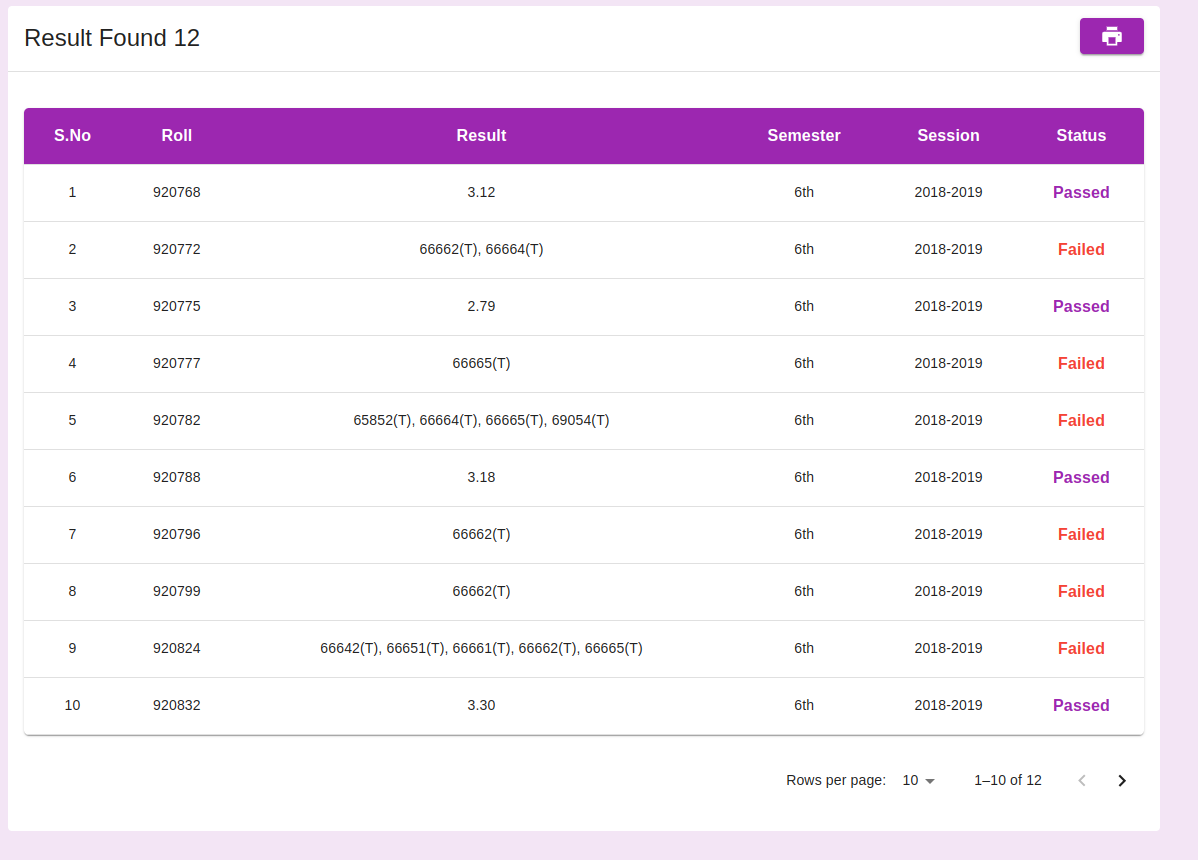 Result Found 12
S.No Roll Result Semester Session Status
1 920768 3.12 6th 2018-2019 Passed
2 920772 66662(T), 66664(T) 6th 2018-2019 Failed
3 920775 2.79 6th 2018-2019 Passed
4 920777 66665(T) 6th 2018-2019 Failed
5 920782 65852(T), 66664(T), 66665(T), 69054(T) 6th 2018-2019 Failed
6 920788 3.18 6th 2018-2019 Passed
7 920796 66662(T) 6th 2018-2019 Failed
8 920799 66662(T) 6th 2018-2019 Failed
9 920824 66642(T), 66651(T), 66661(T), 66662(T), 66665(T) 6th 2018-2019 Failed
10 920832 3.30 6th 2018-2019 Passed
Rows per page: 10 1–10 of 12